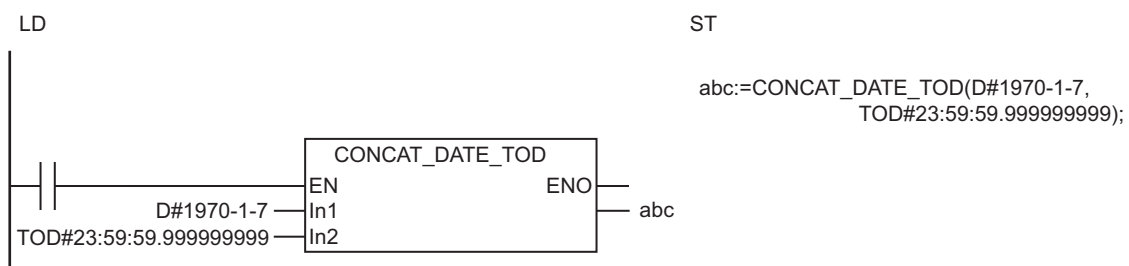 LD
ST
abc:=CONCAT_DATE_TOD(D#1970-1-7,
TOD#23:59:59.999999999);
CONCAT_DATE_TOD
EN
ENO
D#1970-1-7
In1
abc
TOD#23:59:59.999999999
In2